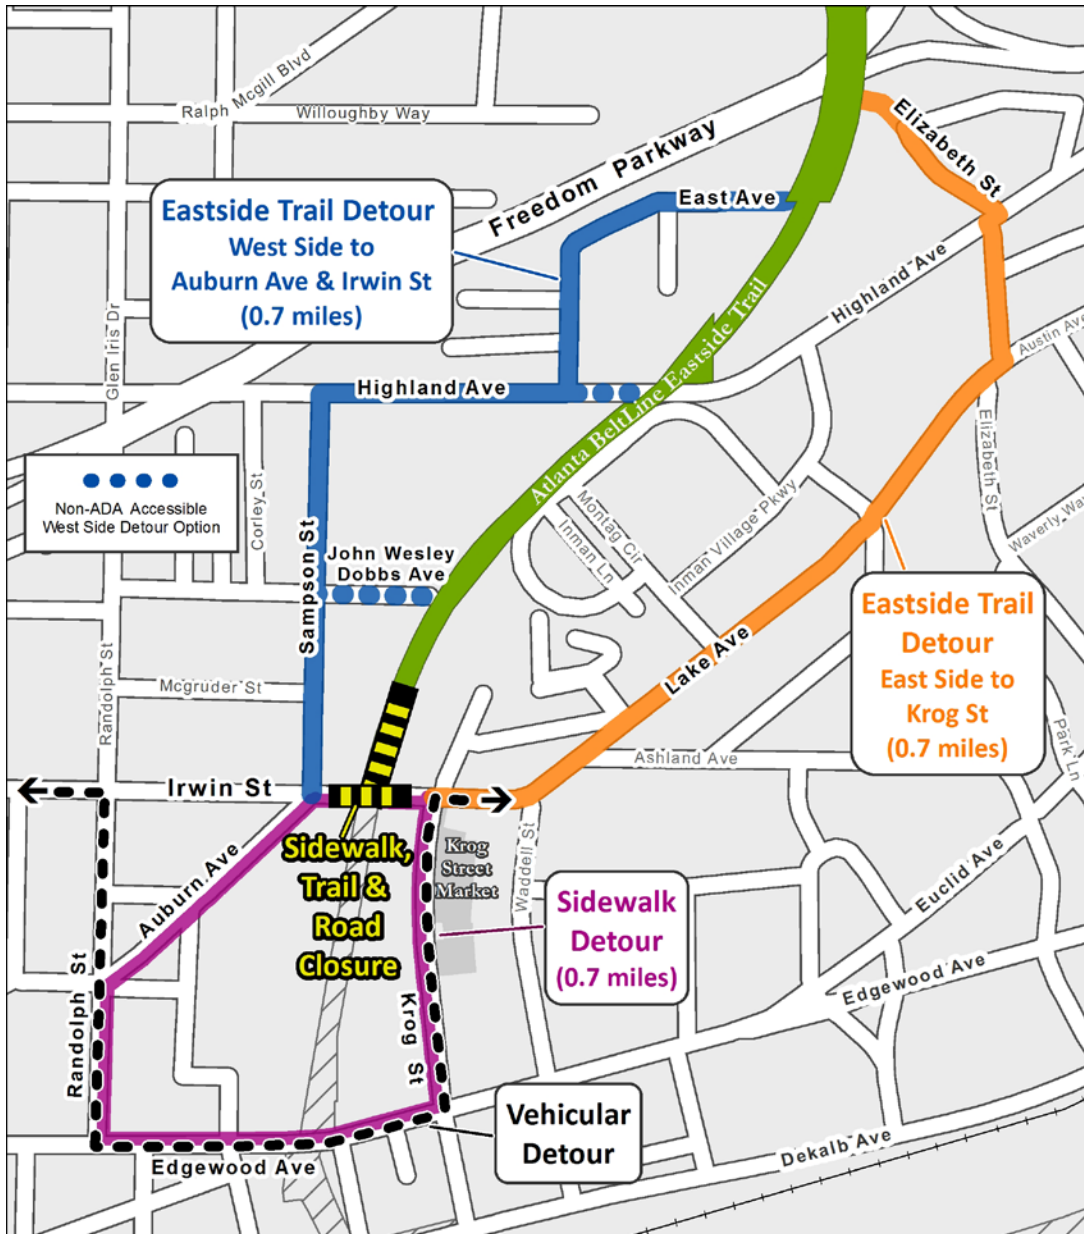 Ralph Mcgill Blvd
Willoughby Way
Elizabeth St
Freedom Parkway
East Ave
Eastside Trail Detour
West Side to
Auburn Ave & Irwin St
(0.7 miles)
Highland Ave
Glen Iris Dr
Atlanta BeltLine Eastside Trail
Austin Ave
Highland Ave
Elizabeth St
Non-ADA Accessible
West Side Detour Option
Corley St
Sampson St
John Wesley
Dobbs Ave
Montag Cir
Inman Ln
Inman Village Pkwy
Waverly Way
Eastside Trail
Detour
East Side to
Krog St
(0.7 miles)
Lake Ave
Randolph St
Mcgruder St
Ashland Ave
Park Ln
Irwin St
Sidewalk,
Trail &
Road
Closure
Krog
Street
Market
Waddell St
Auburn Ave
Euclid Ave
Sidewalk
Detour
(0.7 miles)
Edgewood Ave
Randolph St
Krog St
Vehicular
Detour
Edgewood Ave
Dekalb Ave